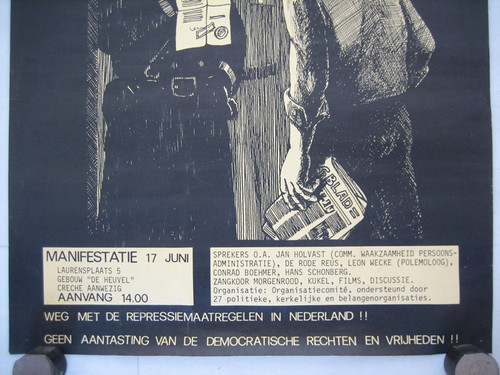 GBLAD=
MANIFESTATIE 17 JUNI
LAURENSPLAATS 5
GEBOUW "DE HEUVEL"
CRECHE AANWEZIG
AANVANG 14.00
SPREKERS O.A. JAN HOLVAST (COMM. WAAKZAAMHEID PERSOONS-
ADMINISTRATIE), DE RODE REUS, LEON WECKE (POLEMOLOOG),
CONRAD BOEHMER, HANS SCHONBERG.
ZANGKOOR MORGENROOD, KUKEL, FILMS, DISCUSSIE.
Organisatie: Organisatiecomité, ondersteund door
27 politieke, kerkelijke en belangenorganisaties.
WEG MET DE REPRESSIEMAATREGELEN IN NEDERLAND !!
GEEN AANTASTING VAN DE DEMOCRATISCHE RECHTEN EN VRIJHEDEN !!